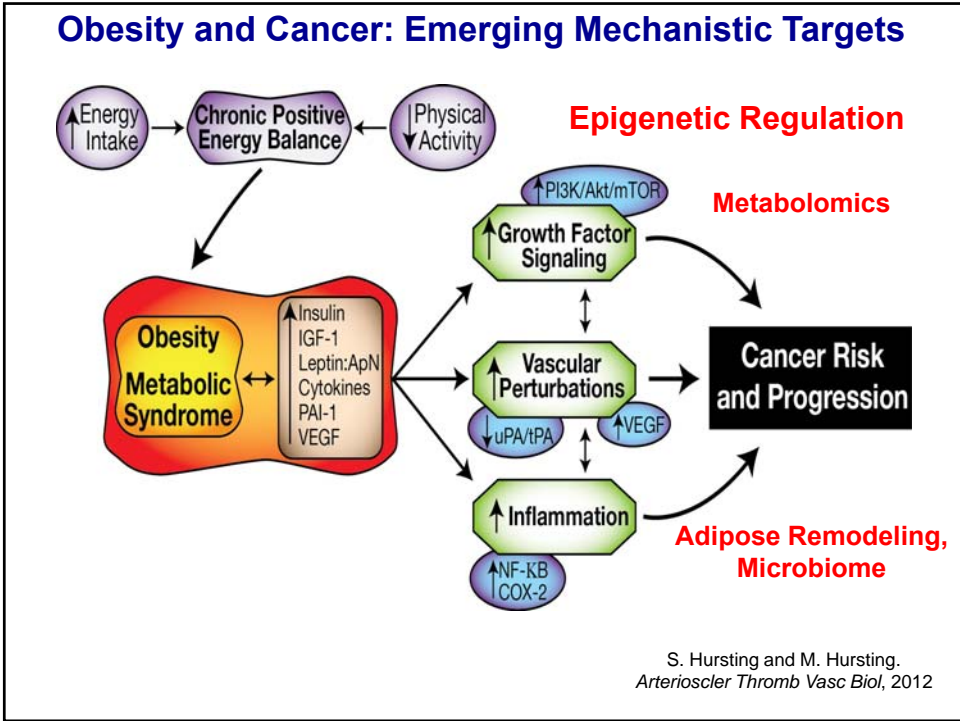 Obesity and Cancer: Emerging Mechanistic Targets
↑Energy
Intake
Chronic Positive
Energy Balance
↓Physical
Activity
Epigenetic Regulation
↑PI3K/Akt/mTOR
Metabolomics
↑Growth Factor
Signaling
Obesity
Metabolic
Syndrome
↑Insulin
IGF-1
Leptin:ApN
Cytokines
PAI-1
VEGF
↑Vascular
Perturbations
↓uPA/tPA
↑VEGF
Cancer Risk
and Progression
↑Inflammation
↑NF-κB
COX-2
Adipose Remodeling,
Microbiome
S. Hursting and M. Hursting.
Arterioscler Thromb Vasc Biol, 2012